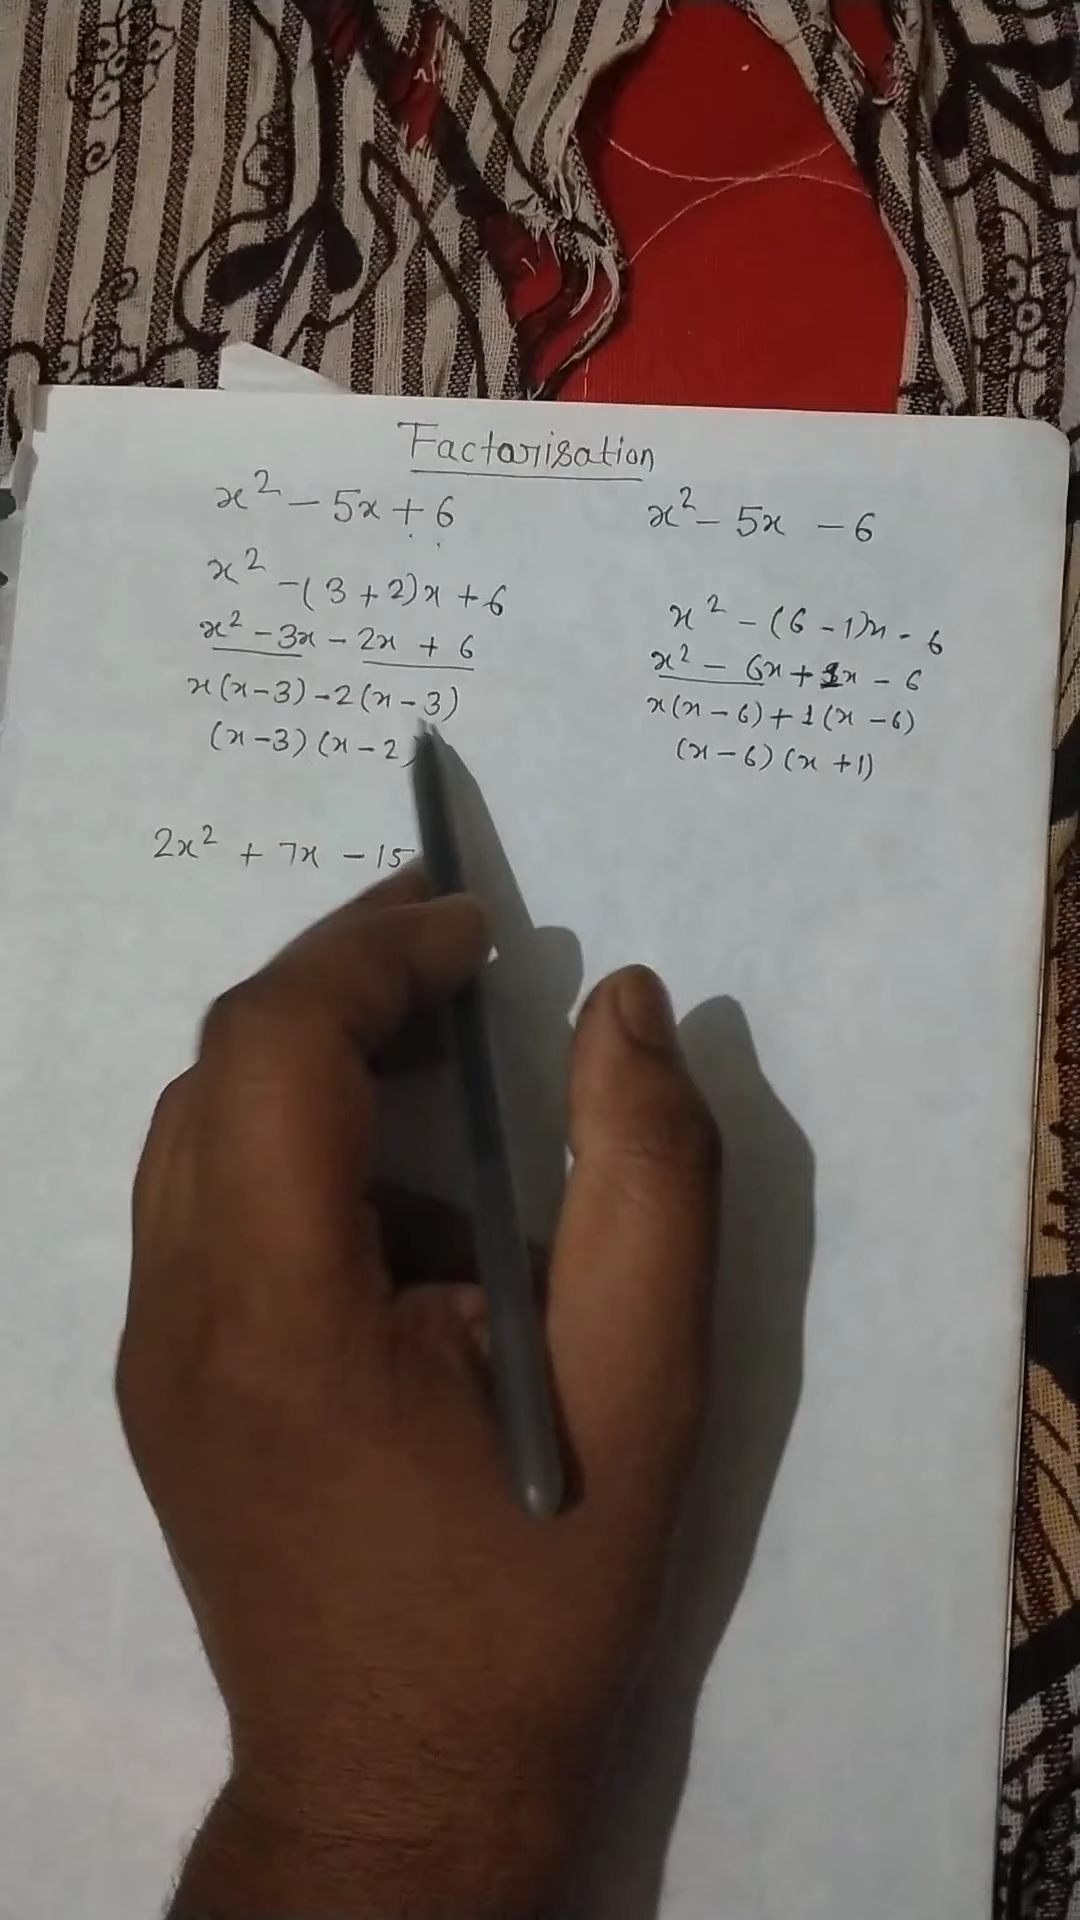 Factorisation
x² - 5x + 6
x² - (3 + 2)x + 6
x² - 3x - 2x + 6
x(x - 3) - 2(x - 3)
(x - 3) (x - 2)
x² - 5x - 6
x² - (6 - 1)x - 6
x² - 6x + 1x - 6
x(x - 6) + 1(x - 6)
(x - 6) (x + 1)
2x² + 7x - 15